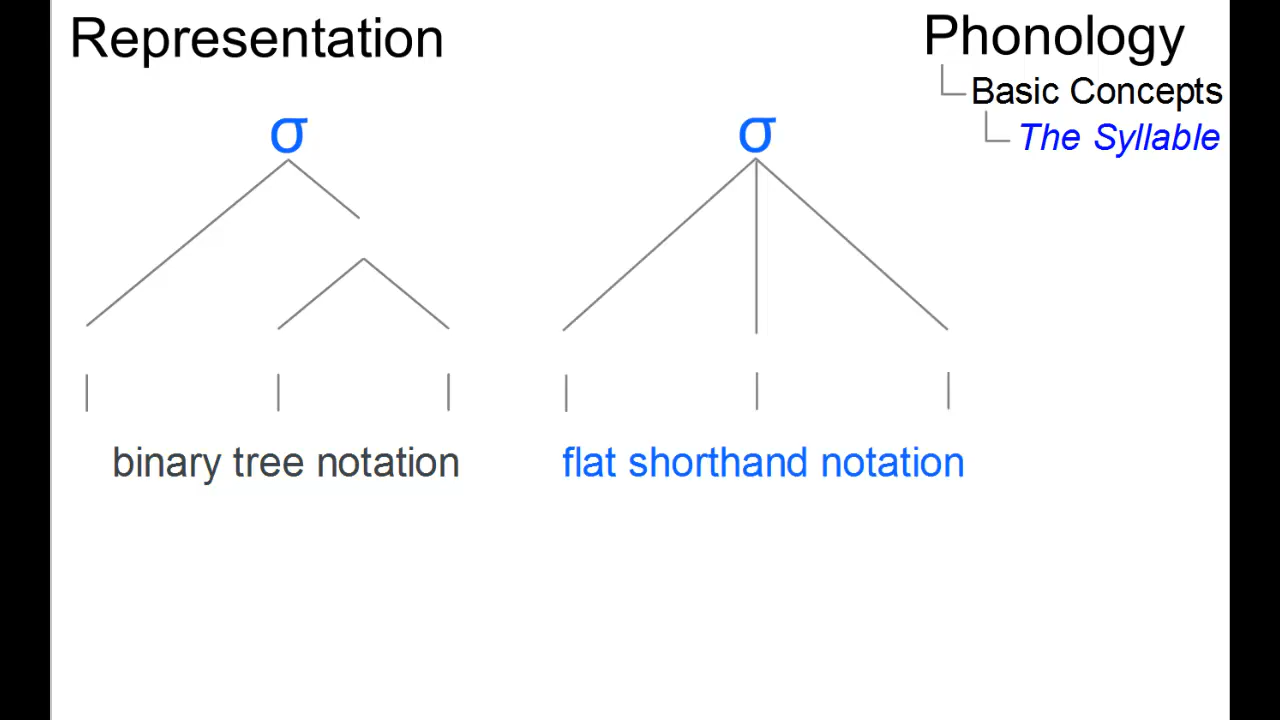 Representation
Phonology
Basic Concepts
The Syllable
σ
σ
binary tree notation
flat shorthand notation